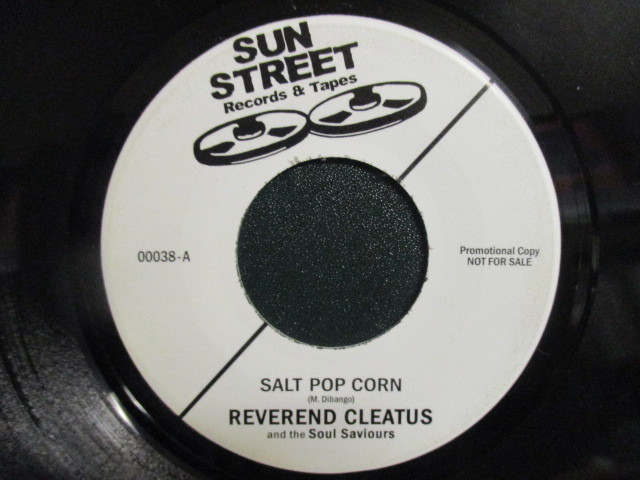 SUN
STREET
Records & Tapes
00038-A
Promotional Copy
NOT FOR SALE
SALT POP CORN
(M. Dibango)
REVEREND CLEATUS
and the Soul Saviours